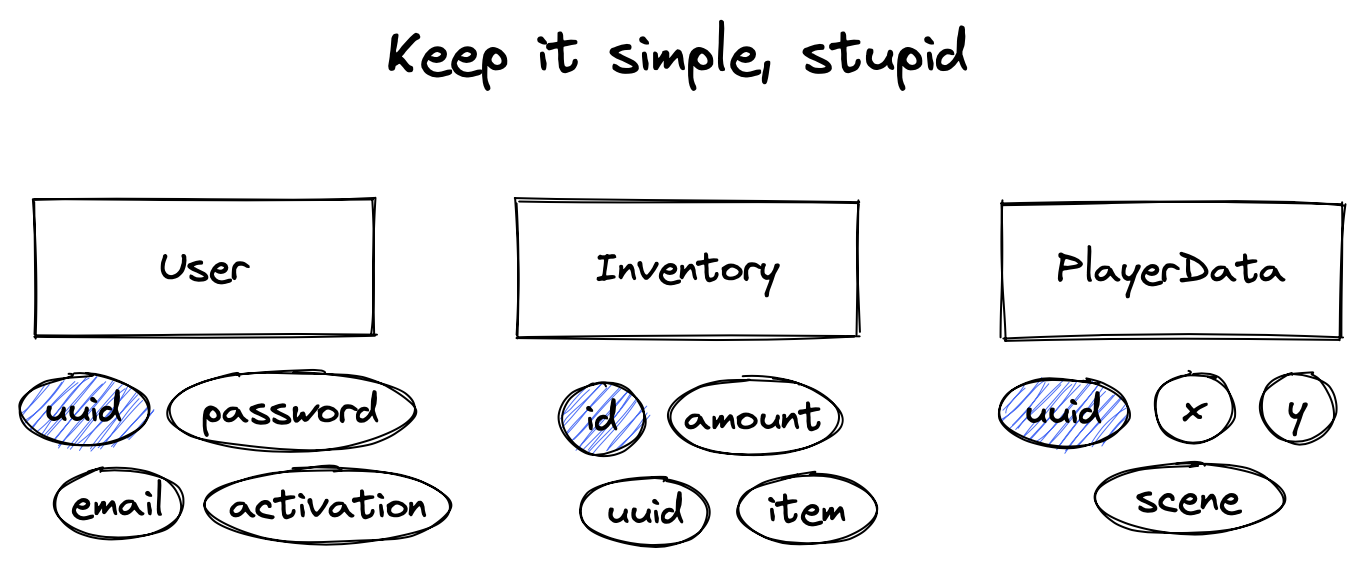 Keep it simple, stupid
User
Inventory
PlayerData
uuid
password
email
activation
id
amount
uuid
item
uuid
x
y
scene